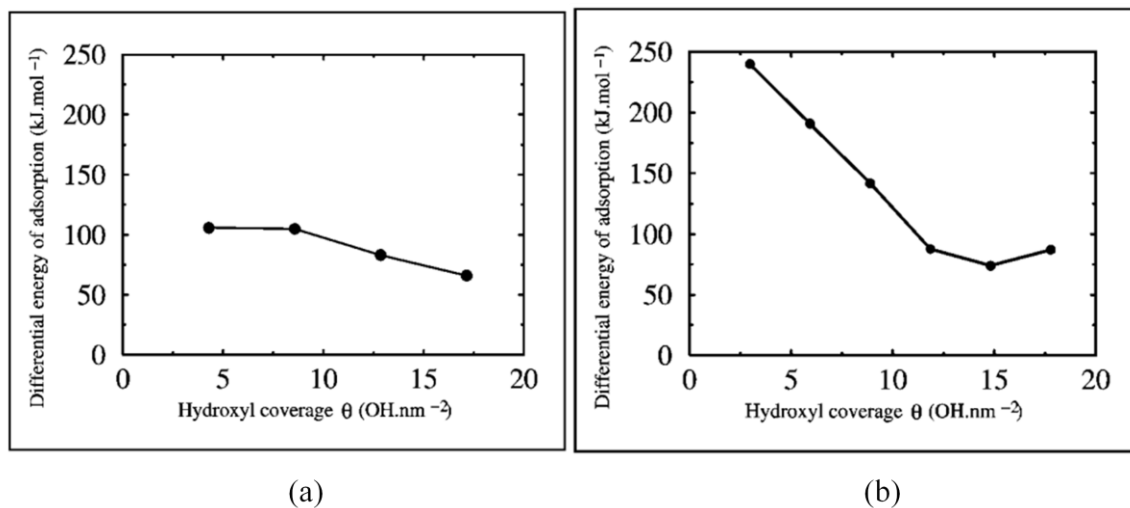 Differential energy of adsorption (kJ.mol⁻¹)
250
200
150
100
50
0
0 5 10 15 20
Hydroxyl coverage θ (OH.nm⁻²)
(a)
Differential energy of adsorption (kJ.mol⁻¹)
250
200
150
100
50
0
0 5 10 15 20
Hydroxyl coverage θ (OH.nm⁻²)
(b)